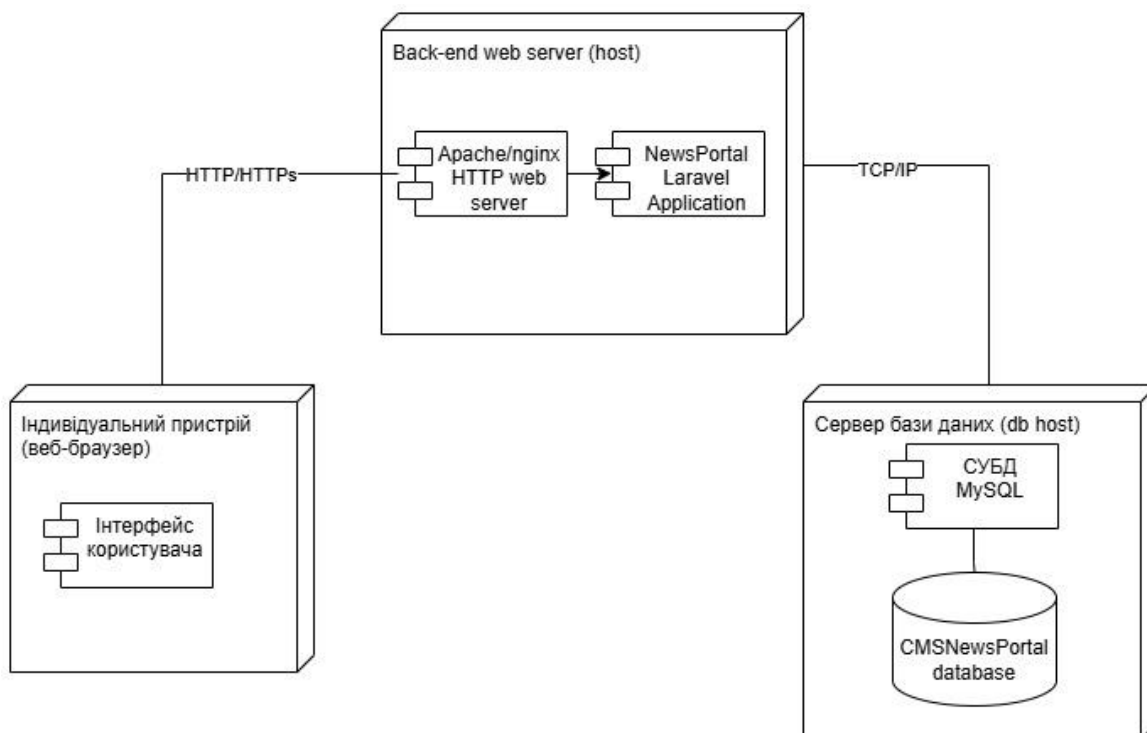 Back-end web server (host)
Apache/nginx
HTTP web
server
NewsPortal
Laravel
Application
HTTP/HTTPs
TCP/IP
Індивідуальний пристрій
(веб-браузер)
Інтерфейс
користувача
Сервер бази даних (db host)
СУБД
MySQL
CMSNewsPortal
database